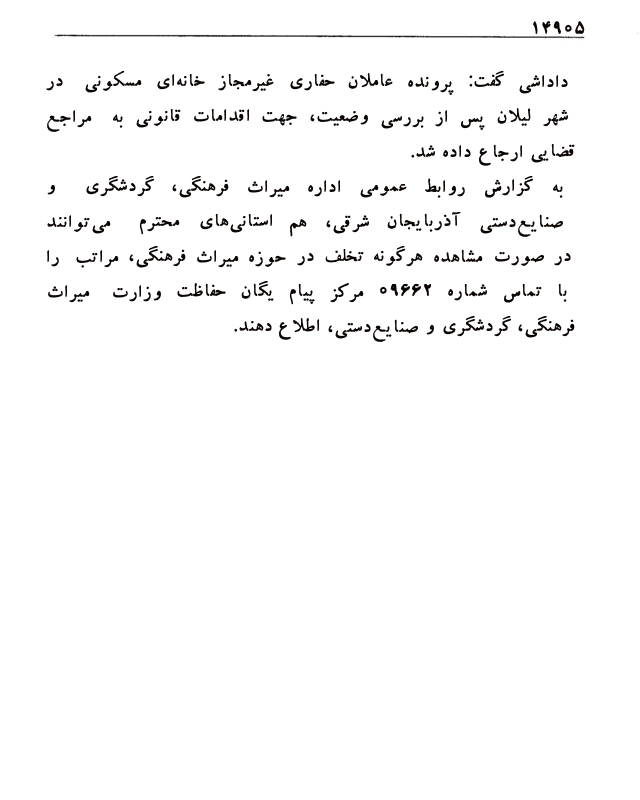 ۱۴۹۰۵
داداشی گفت: پرونده عاملان حفاری غیرمجاز خانه‌ای مسکونی در
شهر لیلان پس از بررسی وضعیت، جهت اقدامات قانونی به مراجع
قضایی ارجاع داده شد.
به گزارش روابط عمومی اداره میراث فرهنگی، گردشگری و
صنایع‌دستی آذربایجان شرقی، هم استانی‌های محترم می‌توانند
در صورت مشاهده هرگونه تخلف در حوزه میراث فرهنگی، مراتب را
با تماس شماره ۰۹۶۶۲ مرکز پیام یگان حفاظت وزارت میراث
فرهنگی، گردشگری و صنایع‌دستی، اطلاع دهند.